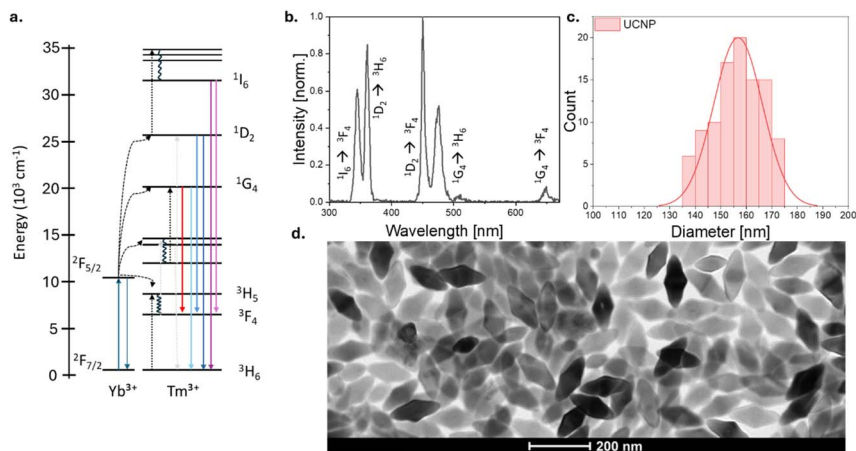 a.
Energy (10³ cm⁻¹)
35
30
25
20
15
10
5
0
¹I₆
¹D₂
¹G₄
²F₅/₂
³H₅
³F₄
²F₇/₂
³H₆
Yb³⁺
Tm³⁺
b.
Intensity [norm.]
1.0
0.8
0.6
0.4
0.2
0.0
¹I₆ → ³F₄
¹D₂ → ³H₆
¹D₂ → ³F₄
¹G₄ → ³H₆
¹G₄ → ³F₄
300 400 500 600
Wavelength [nm]
c.
UCNP
Count
20
15
10
5
0
100 110 120 130 140 150 160 170 180 190 200
Diameter [nm]
d.
200 nm